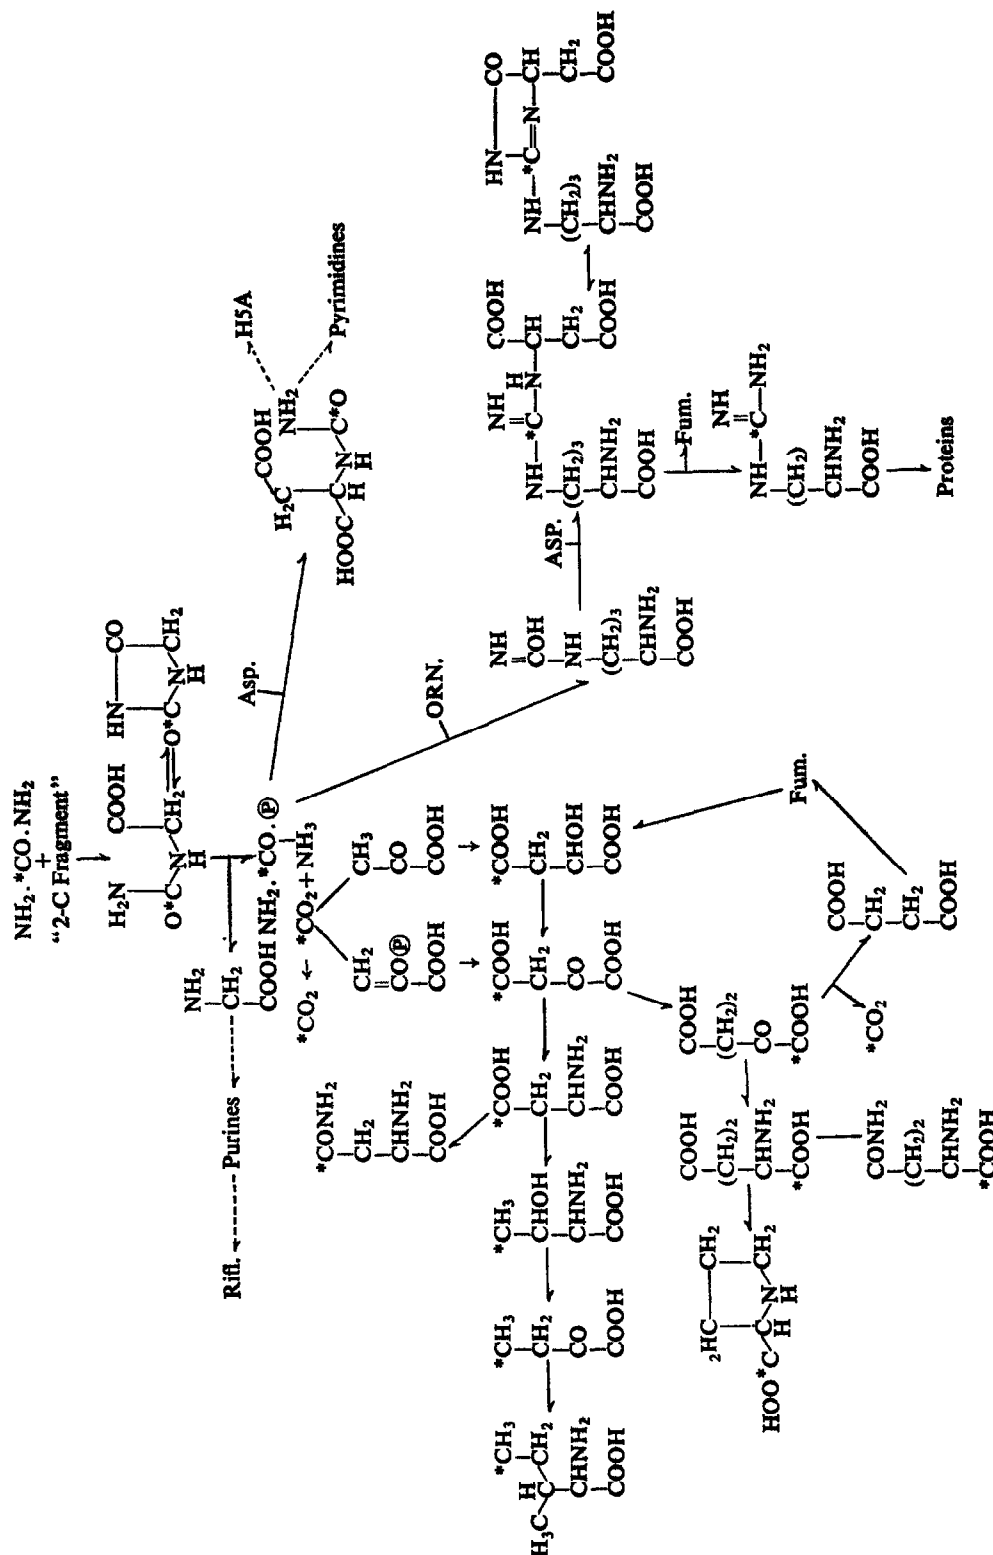 NH2.*CO.NH2
+
"2-C Fragment"
H2N COOH HN CO
O*C CH2 O*C CH2
N N
H H
NH2
CH2
COOH
NH2.*CO.Ⓟ
*CO2 ← *CO2 + NH3
Rifl. Purines
Asp.
H2C COOH NH2
HOOC C N C*O
H H
H5A
Pyrimidines
ORN.
NH
COH
NH
(CH2)3
CHNH2
COOH
ASP.
NH COOH
NH *C N CH
H
(CH2)3 CH2
CHNH2 COOH
COOH
HN CO
NH *C=N CH
(CH2)3 CH2
CHNH2 COOH
COOH
Fum.
NH
NH *C NH2
(CH2)
CHNH2
COOH
Proteins
CH2
COⓅ
COOH
CH3
CO
COOH
*CONH2
CH2
CHNH2
COOH
*CH3
H CH2
H3C C
CHNH2
COOH
*CH3
CH2
CO
COOH
*CH3
CHOH
CHNH2
COOH
*COOH
CH2
CHNH2
COOH
*COOH
CH2
CO
COOH
*COOH
CH2
CHOH
COOH
Fum.
2HC CH2
HOO*C C CH2
H N
H
COOH
(CH2)2
CHNH2
*COOH
COOH
(CH2)2
CO
*COOH
*CO2
COOH
CH2
CH2
COOH
CONH2
(CH2)2
CHNH2
*COOH